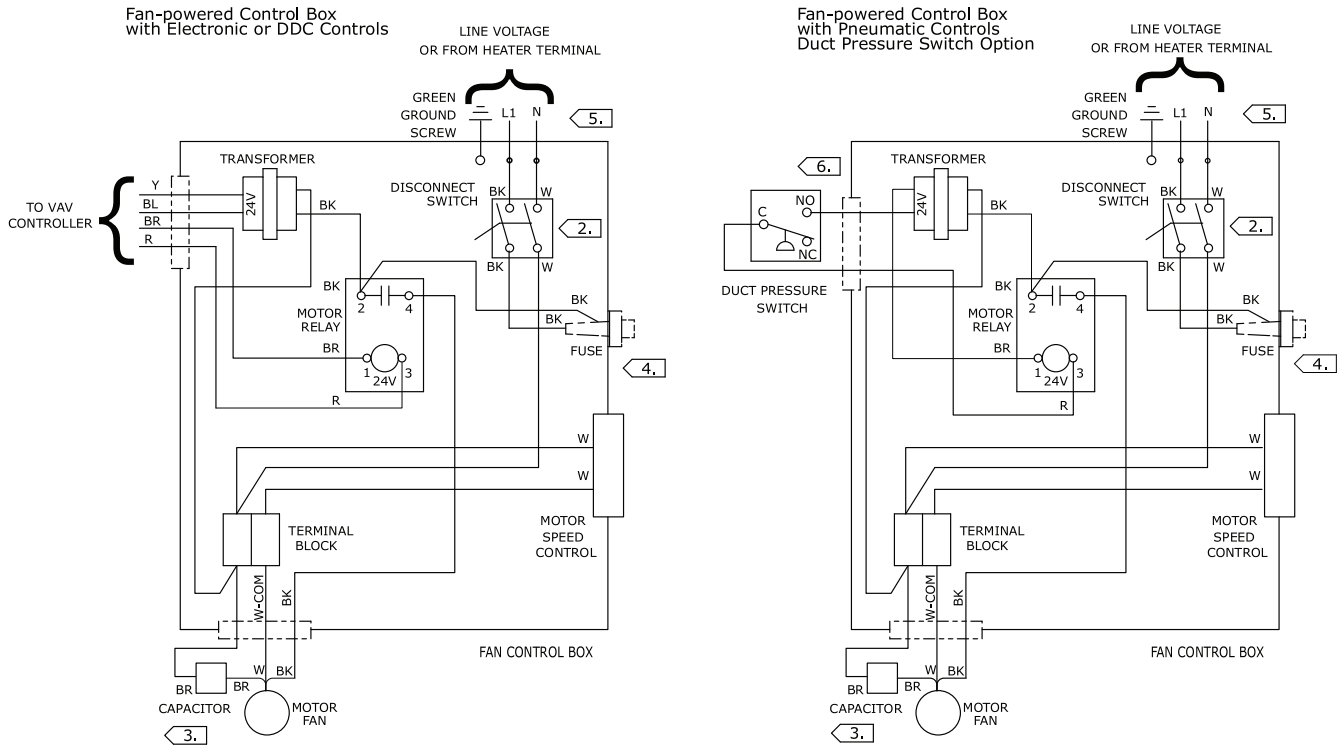 Fan-powered Control Box
with Electronic or DDC Controls
LINE VOLTAGE
OR FROM HEATER TERMINAL
GREEN
GROUND
SCREW
L1
N
5.
TRANSFORMER
24V
BK
DISCONNECT
SWITCH
BK
W
2.
BK
W
TO VAV
CONTROLLER
Y
BL
BR
R
BK
2
4
MOTOR
RELAY
BR
1
24V
3
R
BK
BK
FUSE
4.
W
W
MOTOR
SPEED
CONTROL
TERMINAL
BLOCK
W-COM
BK
FAN CONTROL BOX
W
BK
BR
BR
CAPACITOR
MOTOR
FAN
3.
Fan-powered Control Box
with Pneumatic Controls
Duct Pressure Switch Option
LINE VOLTAGE
OR FROM HEATER TERMINAL
GREEN
GROUND
SCREW
L1
N
5.
6.
TRANSFORMER
24V
BK
DISCONNECT
SWITCH
BK
W
2.
BK
W
C
NO
NC
DUCT PRESSURE
SWITCH
BK
2
4
MOTOR
RELAY
BR
1
24V
3
R
BK
BK
FUSE
4.
W
W
MOTOR
SPEED
CONTROL
TERMINAL
BLOCK
W-COM
BK
FAN CONTROL BOX
W
BK
BR
BR
CAPACITOR
MOTOR
FAN
3.